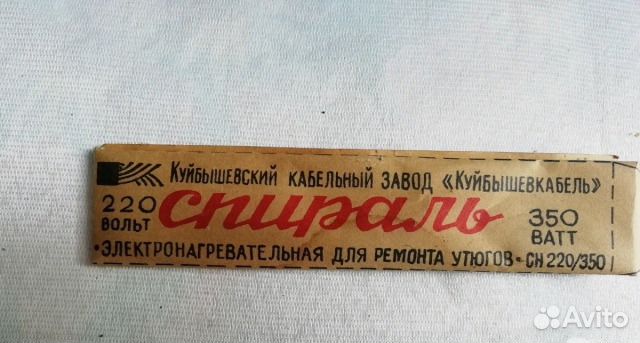 Куйбышевский кабельный завод «Куйбышевкабель»
220 вольт спираль 350 ватт
•электронагревательная для ремонта утюгов• СН 220/350
Avito